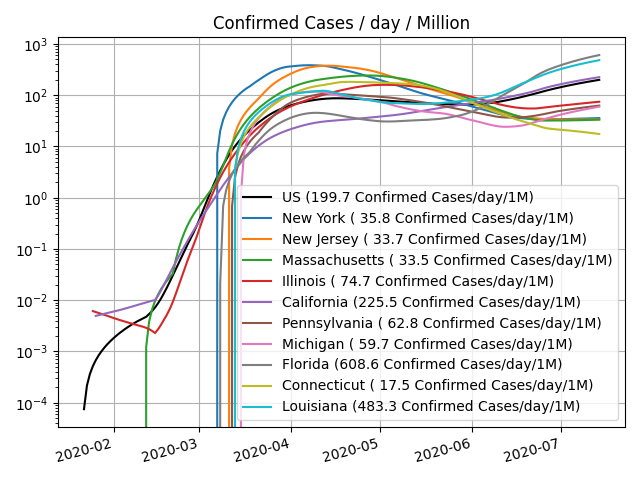 Confirmed Cases / day / Million
10³
10²
10¹
10⁰
10⁻¹
10⁻²
10⁻³
10⁻⁴
US (199.7 Confirmed Cases/day/1M)
New York ( 35.8 Confirmed Cases/day/1M)
New Jersey ( 33.7 Confirmed Cases/day/1M)
Massachusetts ( 33.5 Confirmed Cases/day/1M)
Illinois ( 74.7 Confirmed Cases/day/1M)
California (225.5 Confirmed Cases/day/1M)
Pennsylvania ( 62.8 Confirmed Cases/day/1M)
Michigan ( 59.7 Confirmed Cases/day/1M)
Florida (608.6 Confirmed Cases/day/1M)
Connecticut ( 17.5 Confirmed Cases/day/1M)
Louisiana (483.3 Confirmed Cases/day/1M)
2020-02
2020-03
2020-04
2020-05
2020-06
2020-07